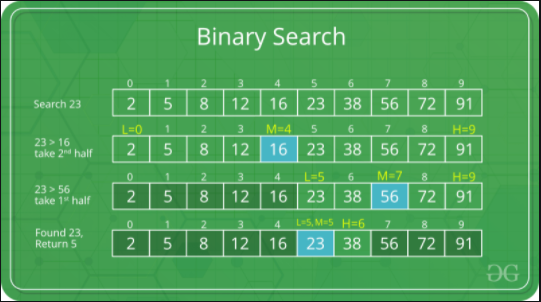 Binary Search
0 1 2 3 4 5 6 7 8 9
Search 23 2 5 8 12 16 23 38 56 72 91
L=0 1 2 3 M=4 5 6 7 8 H=9
23 > 16
take 2nd half
2 5 8 12 16 23 38 56 72 91
0 1 2 3 4 L=5 6 M=7 8 H=9
23 > 56
take 1st half
2 5 8 12 16 23 38 56 72 91
0 1 2 3 4 L=5, M=5 H=6 7 8 9
Found 23,
Return 5
2 5 8 12 16 23 38 56 72 91